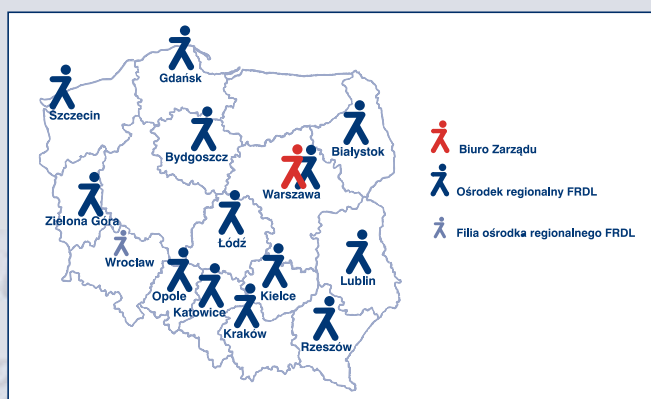 Gdańsk
Szczecin
Bydgoszcz
Białystok
Warszawa
Zielona Góra
Łódź
Wrocław
Lublin
Opole
Kielce
Katowice
Kraków
Rzeszów
Biuro Zarządu
Ośrodek regionalny FRDL
Filia ośrodka regionalnego FRDL